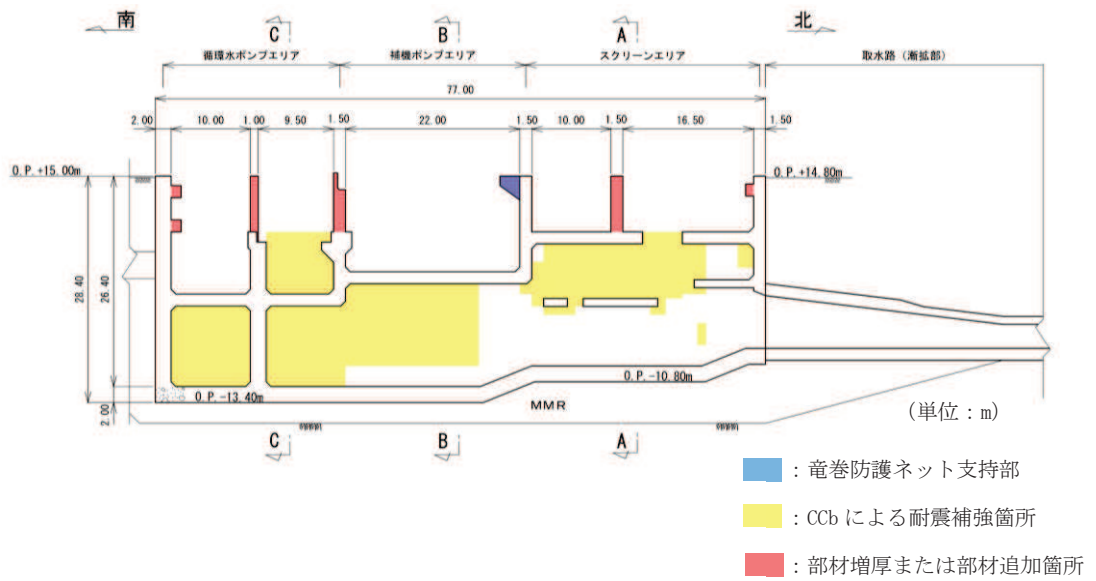 南
C
B
A
北
循環水ポンプエリア
補機ポンプエリア
スクリーンエリア
取水路（漸拡部）
77.00
2.00
10.00
1.00
9.50
1.50
22.00
1.50
10.00
1.50
16.50
1.50
O.P.+15.00m
O.P.+14.80m
28.40
26.40
2.00
O.P.-13.40m
O.P.-10.80m
MMR
C
B
A
(単位：m)
：竜巻防護ネット支持部
：CCb による耐震補強箇所
：部材増厚または部材追加箇所